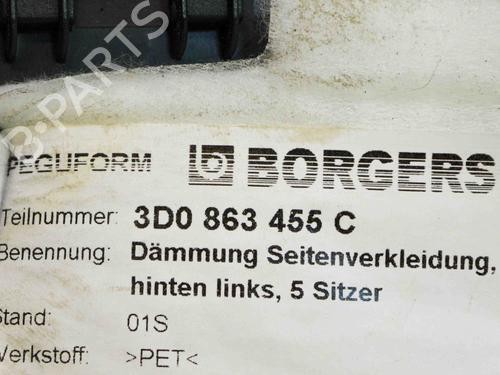 B-PARTS
PEGUFORM BORGERS
Teilnummer: 3D0 863 455 C
Benennung: Dämmung Seitenverkleidung,
hinten links, 5 Sitzer
Stand: 01S
Werkstoff: >PET<